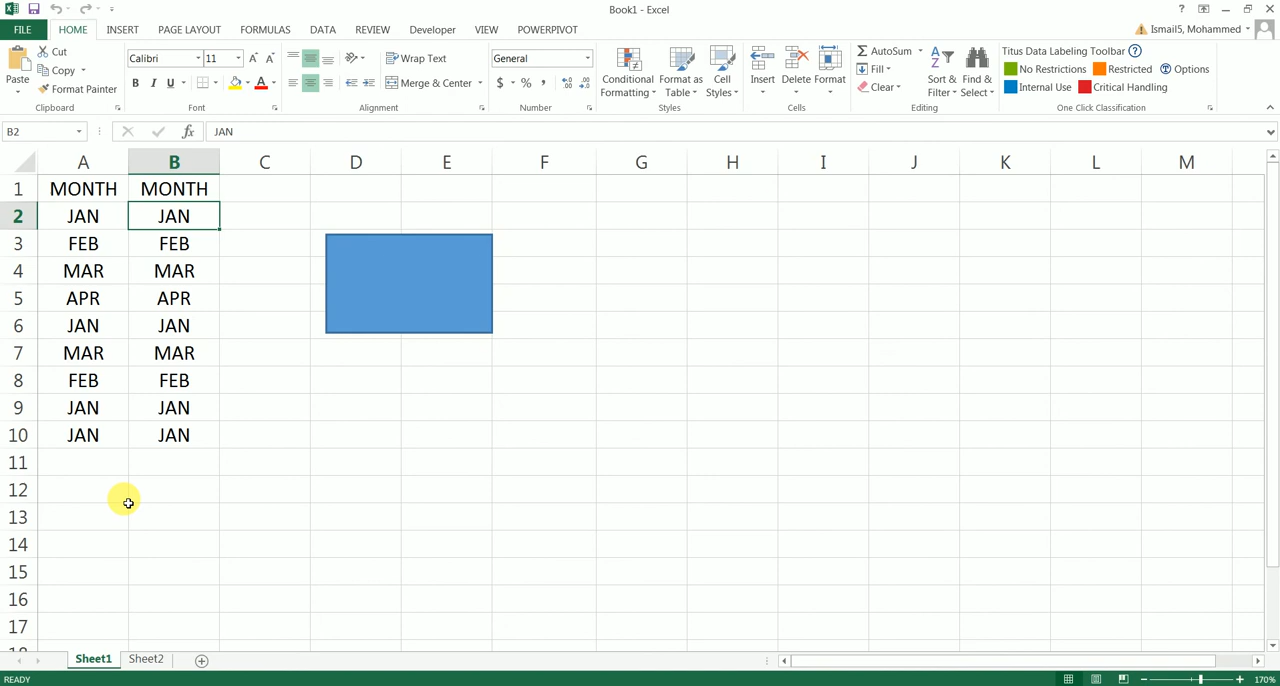 Book1 - Excel
FILE HOME INSERT PAGE LAYOUT FORMULAS DATA REVIEW VIEW Developer POWERPIVOT Ismail5, Mohammed
Paste Cut Copy Format Painter Clipboard
Calibri 11 B I U A Font
Wrap Text Merge & Center Alignment
General $ % , Number
Conditional Formatting Format as Table Cell Styles Styles
Insert Delete Format Cells
AutoSum Fill Clear Sort & Filter Find & Select Editing
Titus Data Labeling Toolbar
No Restrictions Restricted Options
Internal Use Critical Handling
One Click Classification
B2 fx JAN
A B C D E F G H I J K L M
1 MONTH MONTH
2 JAN JAN
3 FEB FEB
4 MAR MAR
5 APR APR
6 JAN JAN
7 MAR MAR
8 FEB FEB
9 JAN JAN
10 JAN JAN
11
12
13
14
15
16
17
Sheet1 Sheet2
READY 170%